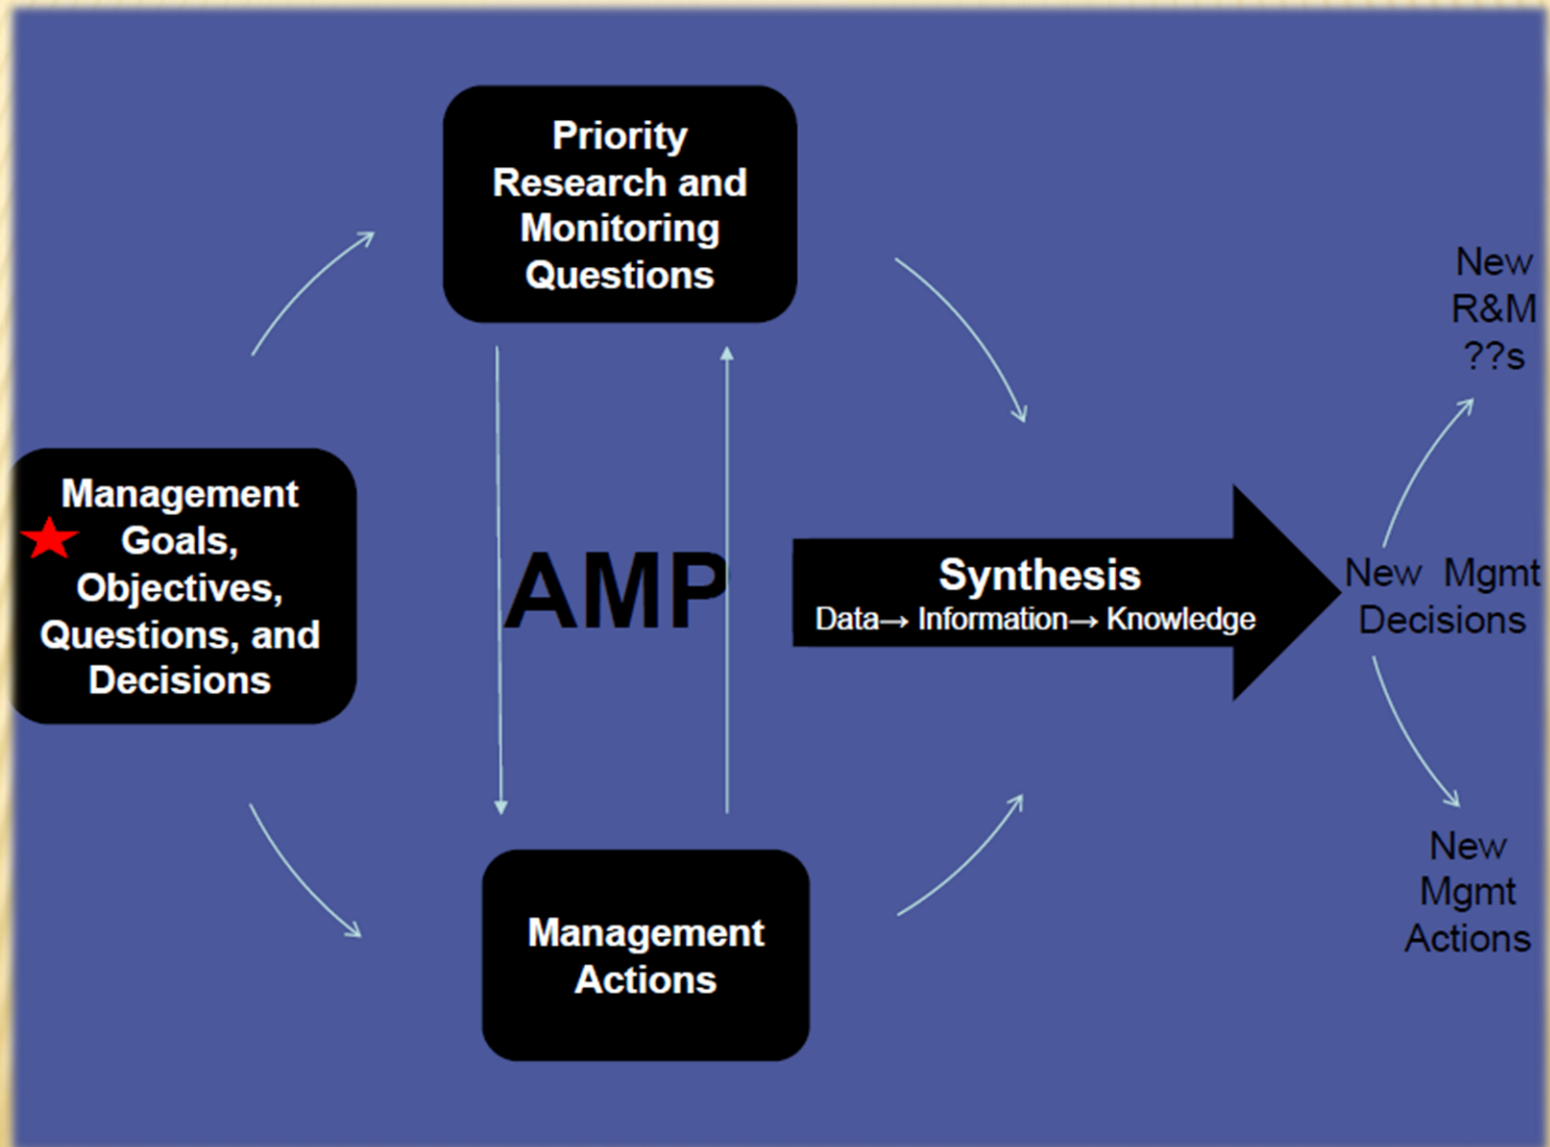 Priority
Research and
Monitoring
Questions
Management
Goals,
Objectives,
Questions, and
Decisions
AMP
Synthesis
Data→ Information→ Knowledge
Management
Actions
New
R&M
??s
New Mgmt
Decisions
New
Mgmt
Actions